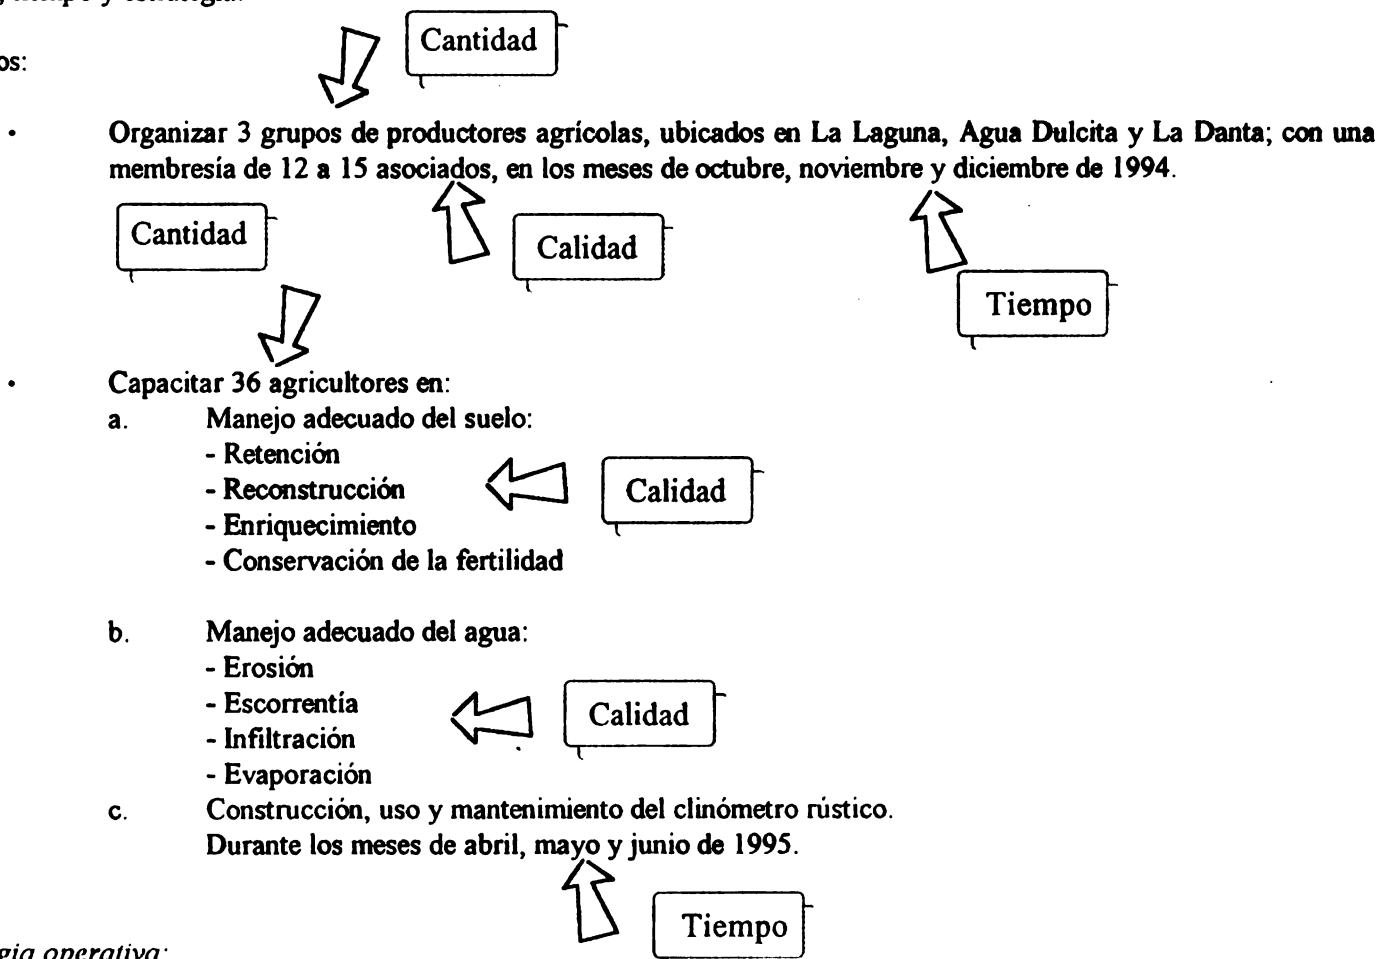 , tiempo y estrategia.
Cantidad
os:
• Organizar 3 grupos de productores agrícolas, ubicados en La Laguna, Agua Dulcita y La Danta; con una
membresía de 12 a 15 asociados, en los meses de octubre, noviembre y diciembre de 1994.
Cantidad
Calidad
Tiempo
• Capacitar 36 agricultores en:
a. Manejo adecuado del suelo:
- Retención
- Reconstrucción
Calidad
- Enriquecimiento
- Conservación de la fertilidad
b. Manejo adecuado del agua:
- Erosión
- Escorrentía
Calidad
- Infiltración
- Evaporación
c. Construcción, uso y mantenimiento del clinómetro rústico.
Durante los meses de abril, mayo y junio de 1995.
Tiempo
gia operativa: